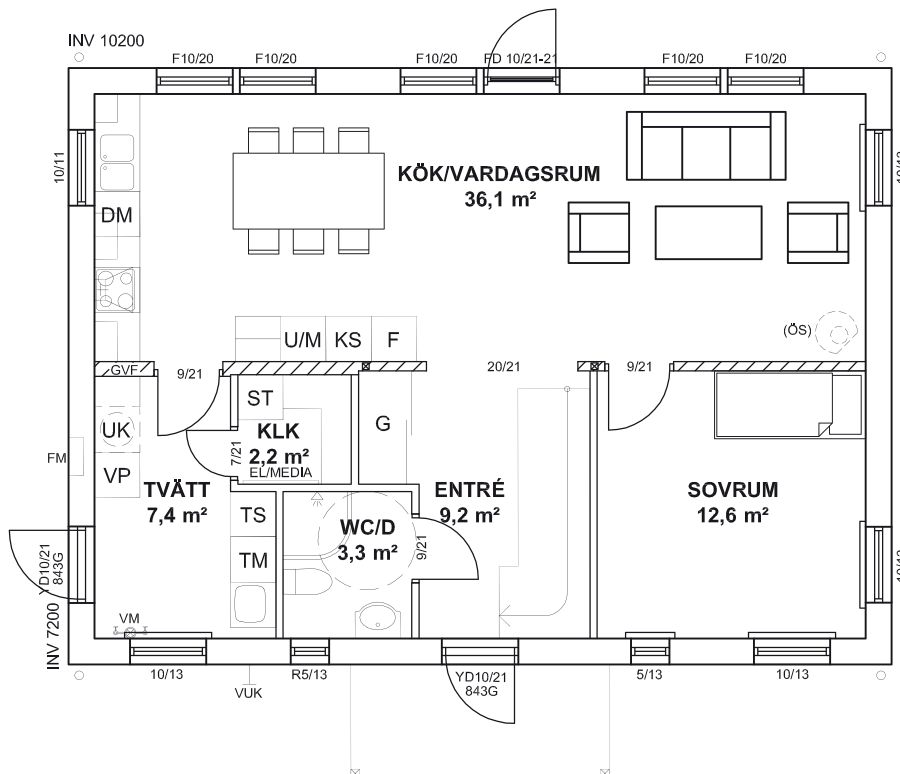 INV 10200
F10/20
F10/20
F10/20
FD 10/21-21
F10/20
F10/20
10/11
KÖK/VARDAGSRUM
36,1 m²
DM
U/M
KS
F
(ÖS)
GVF
9/21
20/21
9/21
ST
G
UK
KLK
2,2 m²
7/21
EL/MEDIA
FM
VP
TVÄTT
7,4 m²
ENTRÉ
9,2 m²
SOVRUM
12,6 m²
TS
WC/D
3,3 m²
9/21
TM
YD10/21
843G
VM
INV 7200
10/13
VUK
R5/13
YD10/21
843G
5/13
10/13